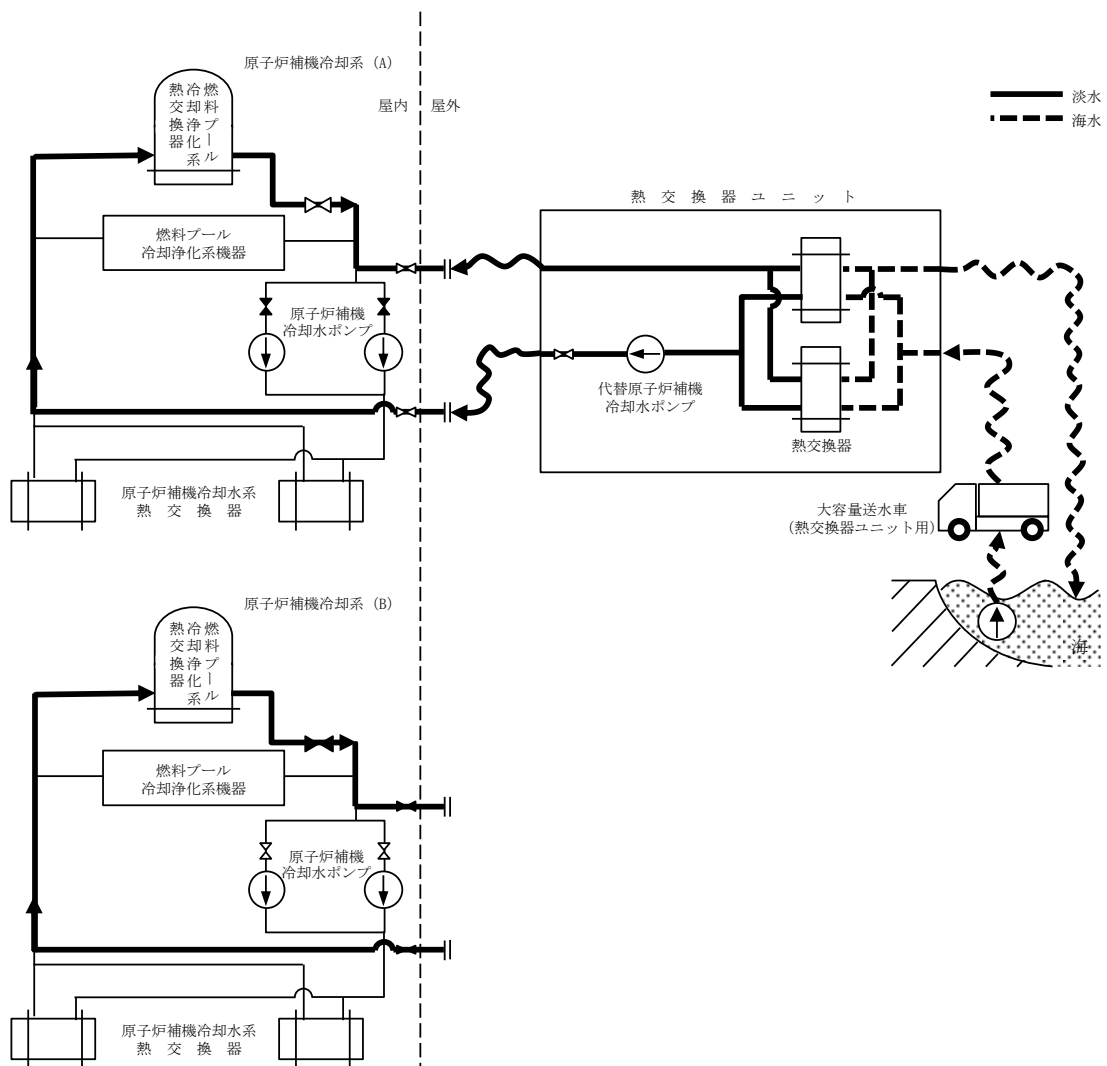 原子炉補機冷却系 (A)
屋内
屋外
淡水
海水
燃料プール
冷却浄化系
熱交換器
熱交換器ユニット
燃料プール
冷却浄化系機器
原子炉補機
冷却水ポンプ
代替原子炉補機
冷却水ポンプ
熱交換器
原子炉補機冷却水系
熱交換器
大容量送水車
(熱交換器ユニット用)
海
原子炉補機冷却系 (B)
燃料プール
冷却浄化系
熱交換器
燃料プール
冷却浄化系機器
原子炉補機
冷却水ポンプ
原子炉補機冷却水系
熱交換器